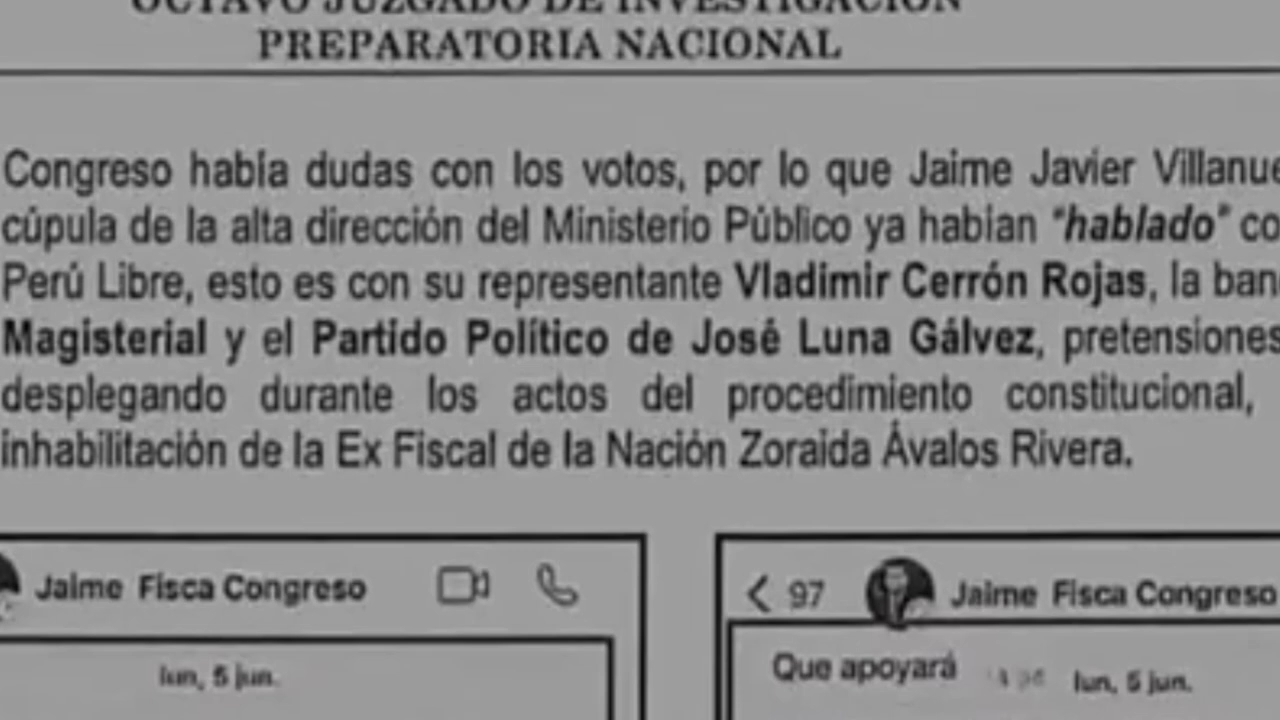 OCTAVO JUZGADO DE INVESTIGACIÓN
PREPARATORIA NACIONAL
Congreso había dudas con los votos, por lo que Jaime Javier
cúpula de la alta dirección del Ministerio Público ya habían "hablado"
Perú Libre, esto es con su representante Vladimir Cerrón Rojas, la
Magisterial y el Partido Político de José Luna Gálvez, pretensiones
desplegando durante los actos del procedimiento constitucional,
inhabilitación de la Ex Fiscal de la Nación Zoraida Ávalos Rivera.
Jaime Fisca Congreso
lun, 5 jun.
97 Jaime Fisca Congreso
Que apoyará lun, 5 jun.